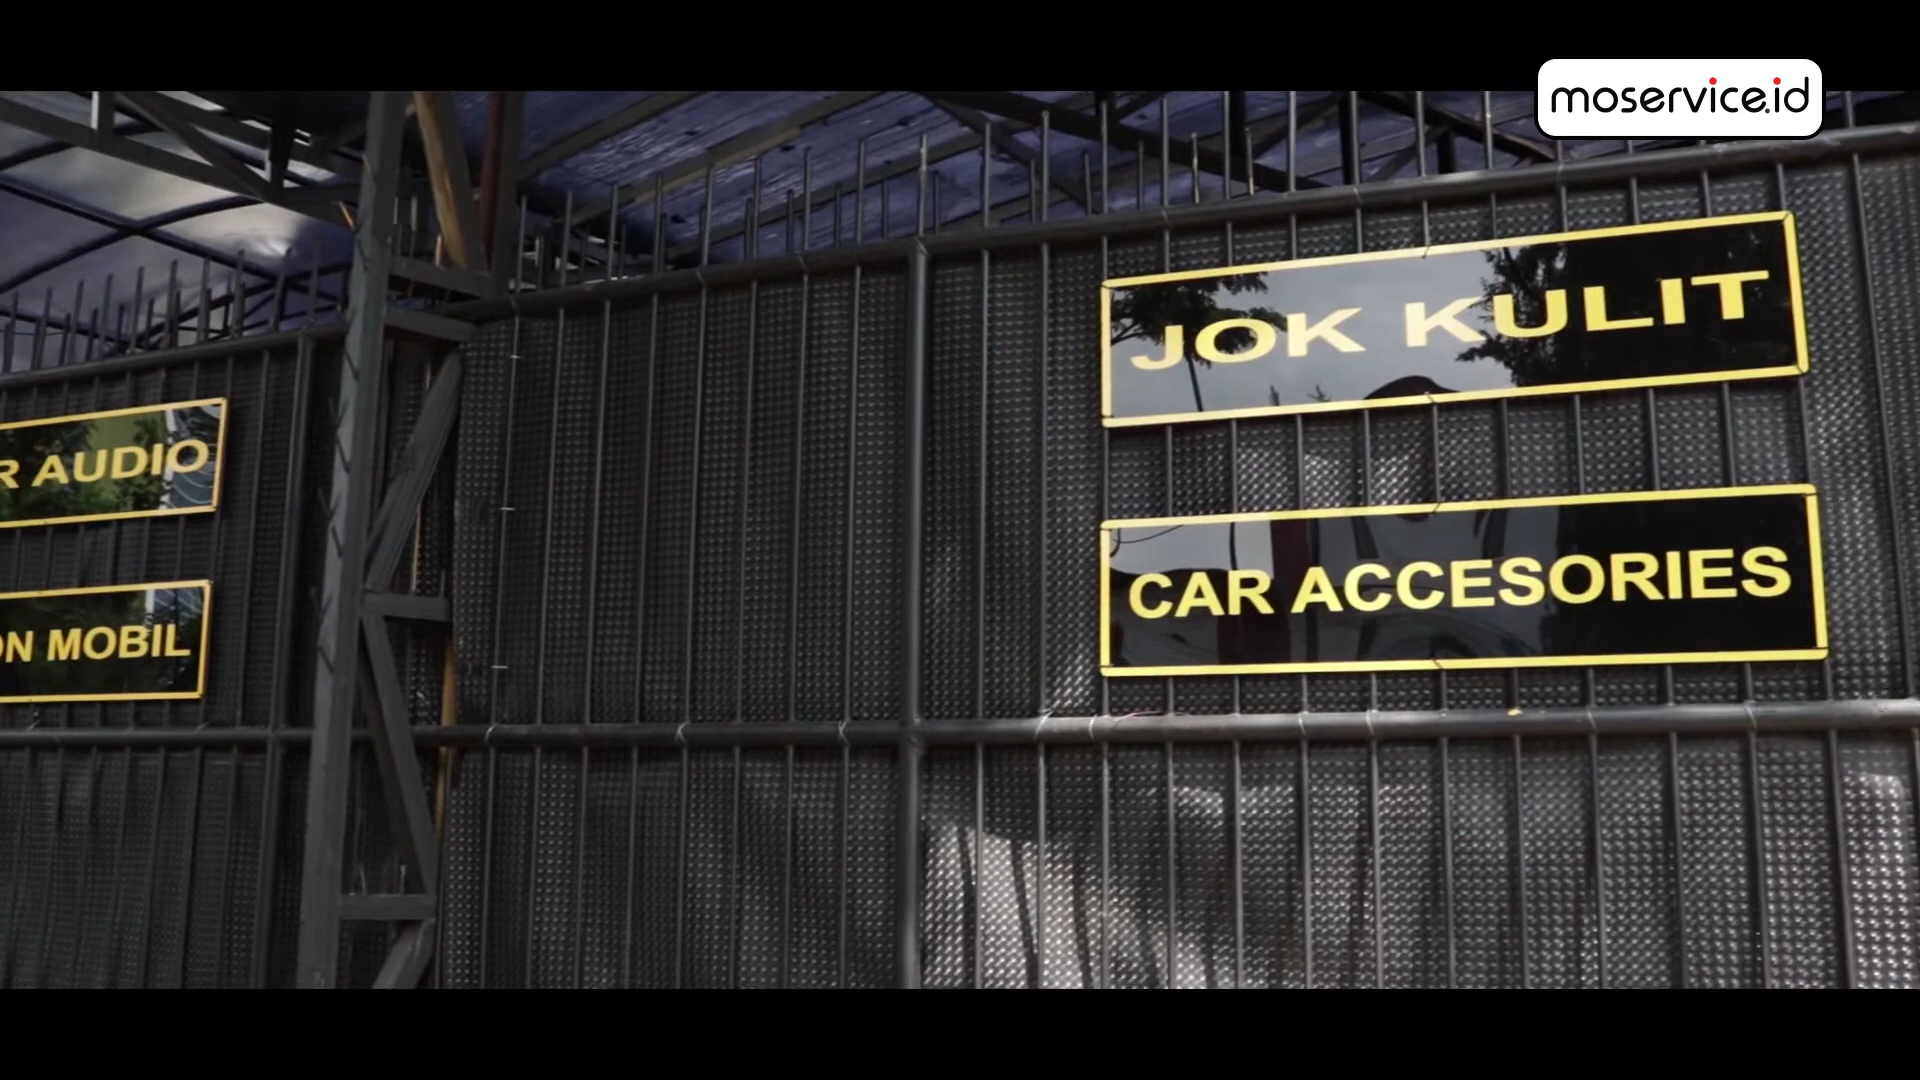 moservice.id
JOK KULIT
CAR ACCESORIES
R AUDIO
ON MOBIL